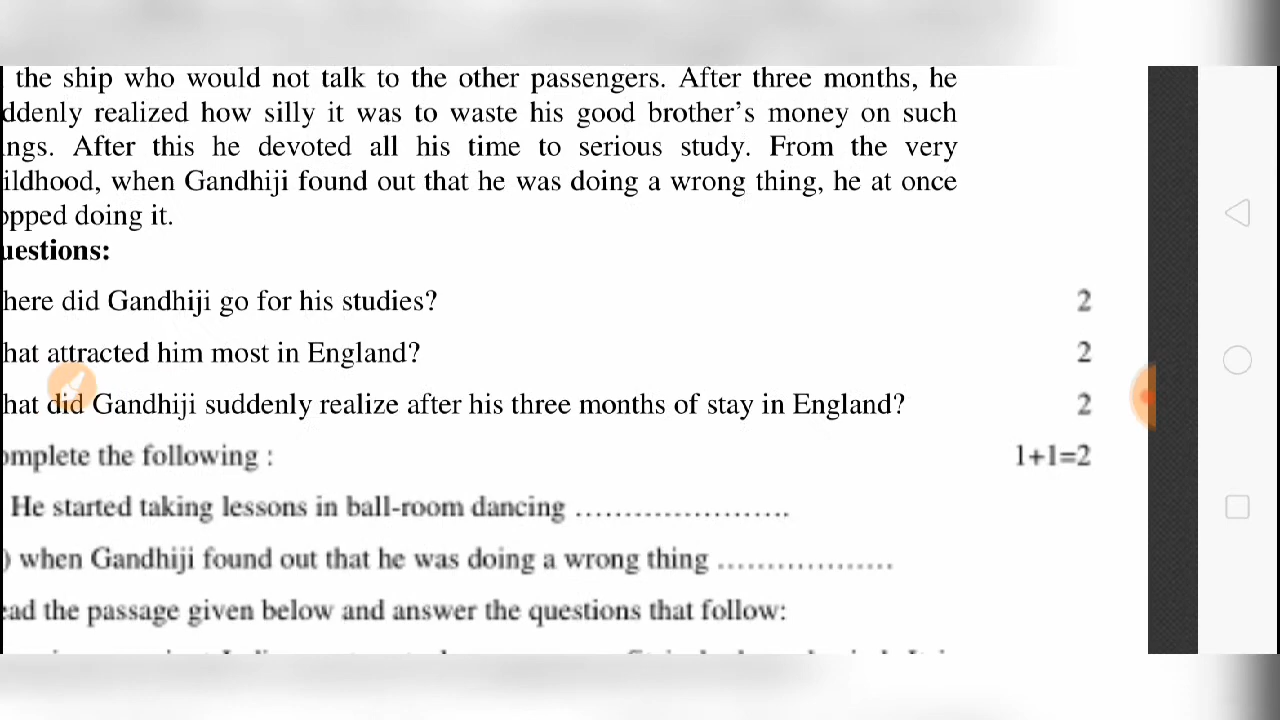 the ship who would not talk to the other passengers. After three months, he
ddenly realized how silly it was to waste his good brother's money on such
ngs. After this he devoted all his time to serious study. From the very
ildhood, when Gandhiji found out that he was doing a wrong thing, he at once
opped doing it.
uestions:
here did Gandhiji go for his studies? 2
hat attracted him most in England? 2
hat did Gandhiji suddenly realize after his three months of stay in England? 2
omplete the following : 1+1=2
He started taking lessons in ball-room dancing ......................
) when Gandhiji found out that he was doing a wrong thing ..................
ead the passage given below and answer the questions that follow: